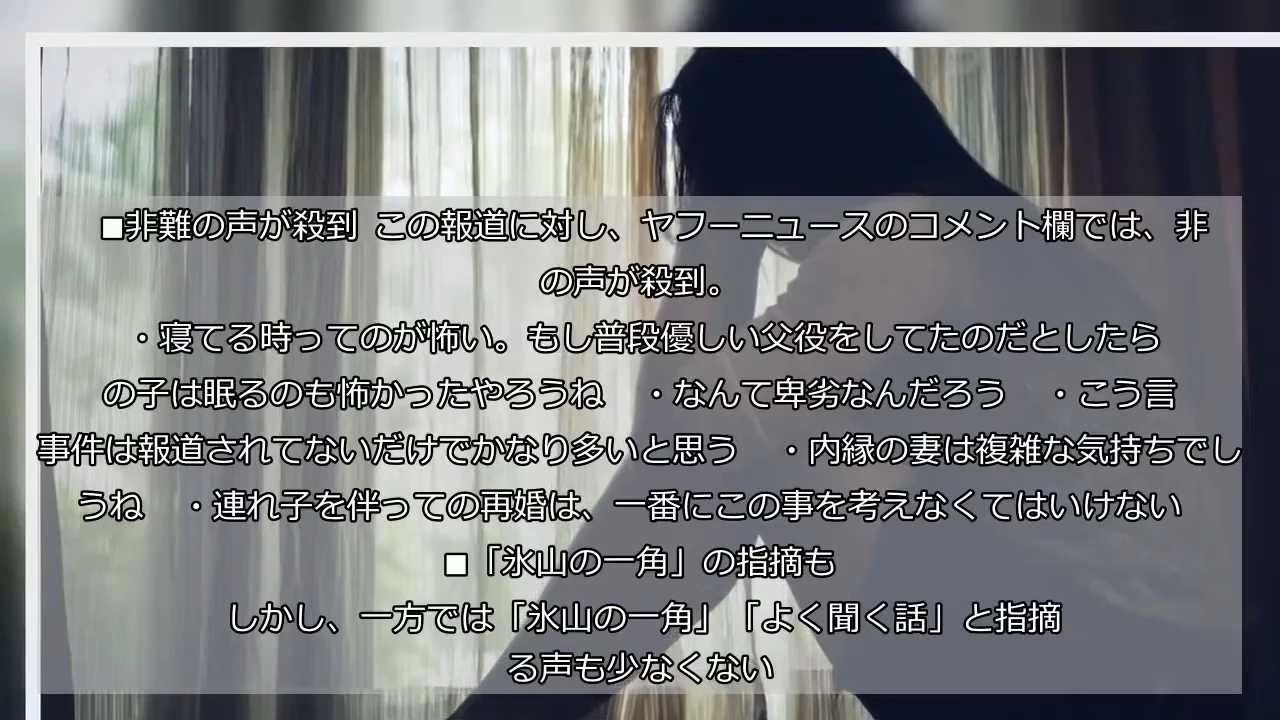 ■非難の声が殺到 この報道に対し、ヤフーニュースのコメント欄では、非
の声が殺到。
・寝てる時ってのが怖い。もし普段優しい父役をしてたのだとしたら
の子は眠るのも怖かったやろうね　・なんて卑劣なんだろう　・こう言
事件は報道されてないだけでかなり多いと思う　・内縁の妻は複雑な気持ちでし
うね　・連れ子を伴っての再婚は、一番にこの事を考えなくてはいけない
■「氷山の一角」の指摘も
しかし、一方では「氷山の一角」「よく聞く話」と指摘
る声も少なくない